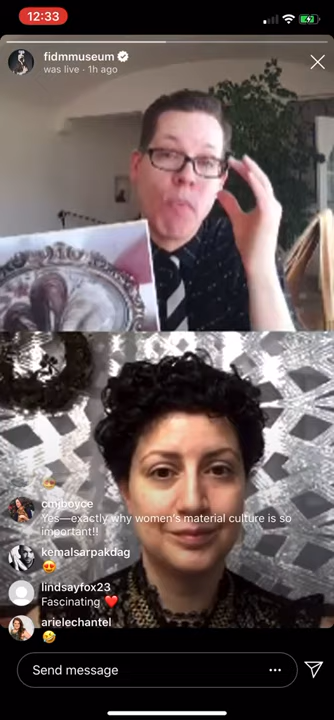 12:33
fidmmuseum
was live · 1h ago
cmjboyce
Yes—exactly why women's material culture is so
important!!
kemalsarpakdag
😍
lindsayfox23
Fascinating ❤️
arielechantel
🤣
Send message